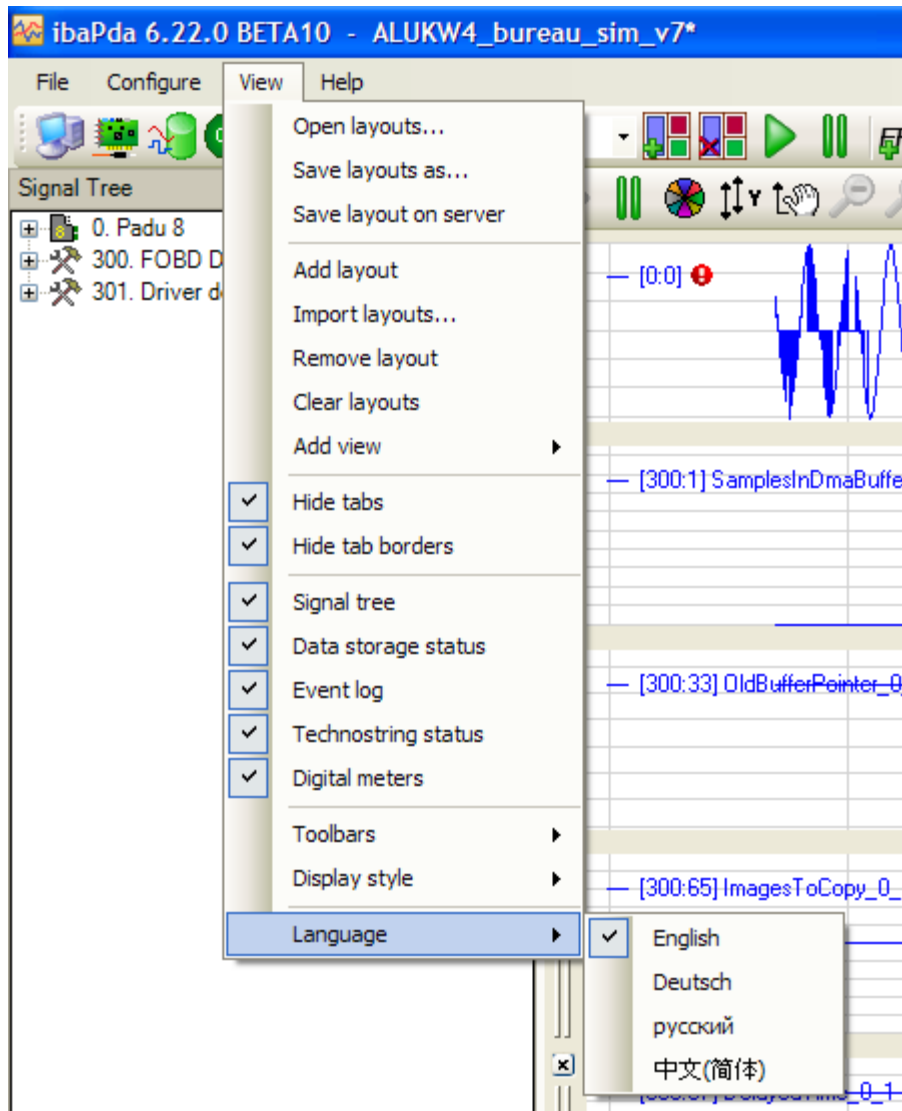 ibaPda 6.22.0 BETA10 - ALUKW4_bureau_sim_v7*
File Configure View Help
Open layouts...
Save layouts as...
Save layout on server
Add layout
Import layouts...
Remove layout
Clear layouts
Add view
Hide tabs
Hide tab borders
Signal tree
Data storage status
Event log
Technostring status
Digital meters
Toolbars
Display style
Language
English
Deutsch
русский
中文(简体)
Signal Tree
0. Padu 8
300. FOBD D
301. Driver d
Y
[0:0]
[300:1] SamplesInDmaBuffe
[300:33] OldBufferPointer_0
[300:65] ImagesToCopy_0_